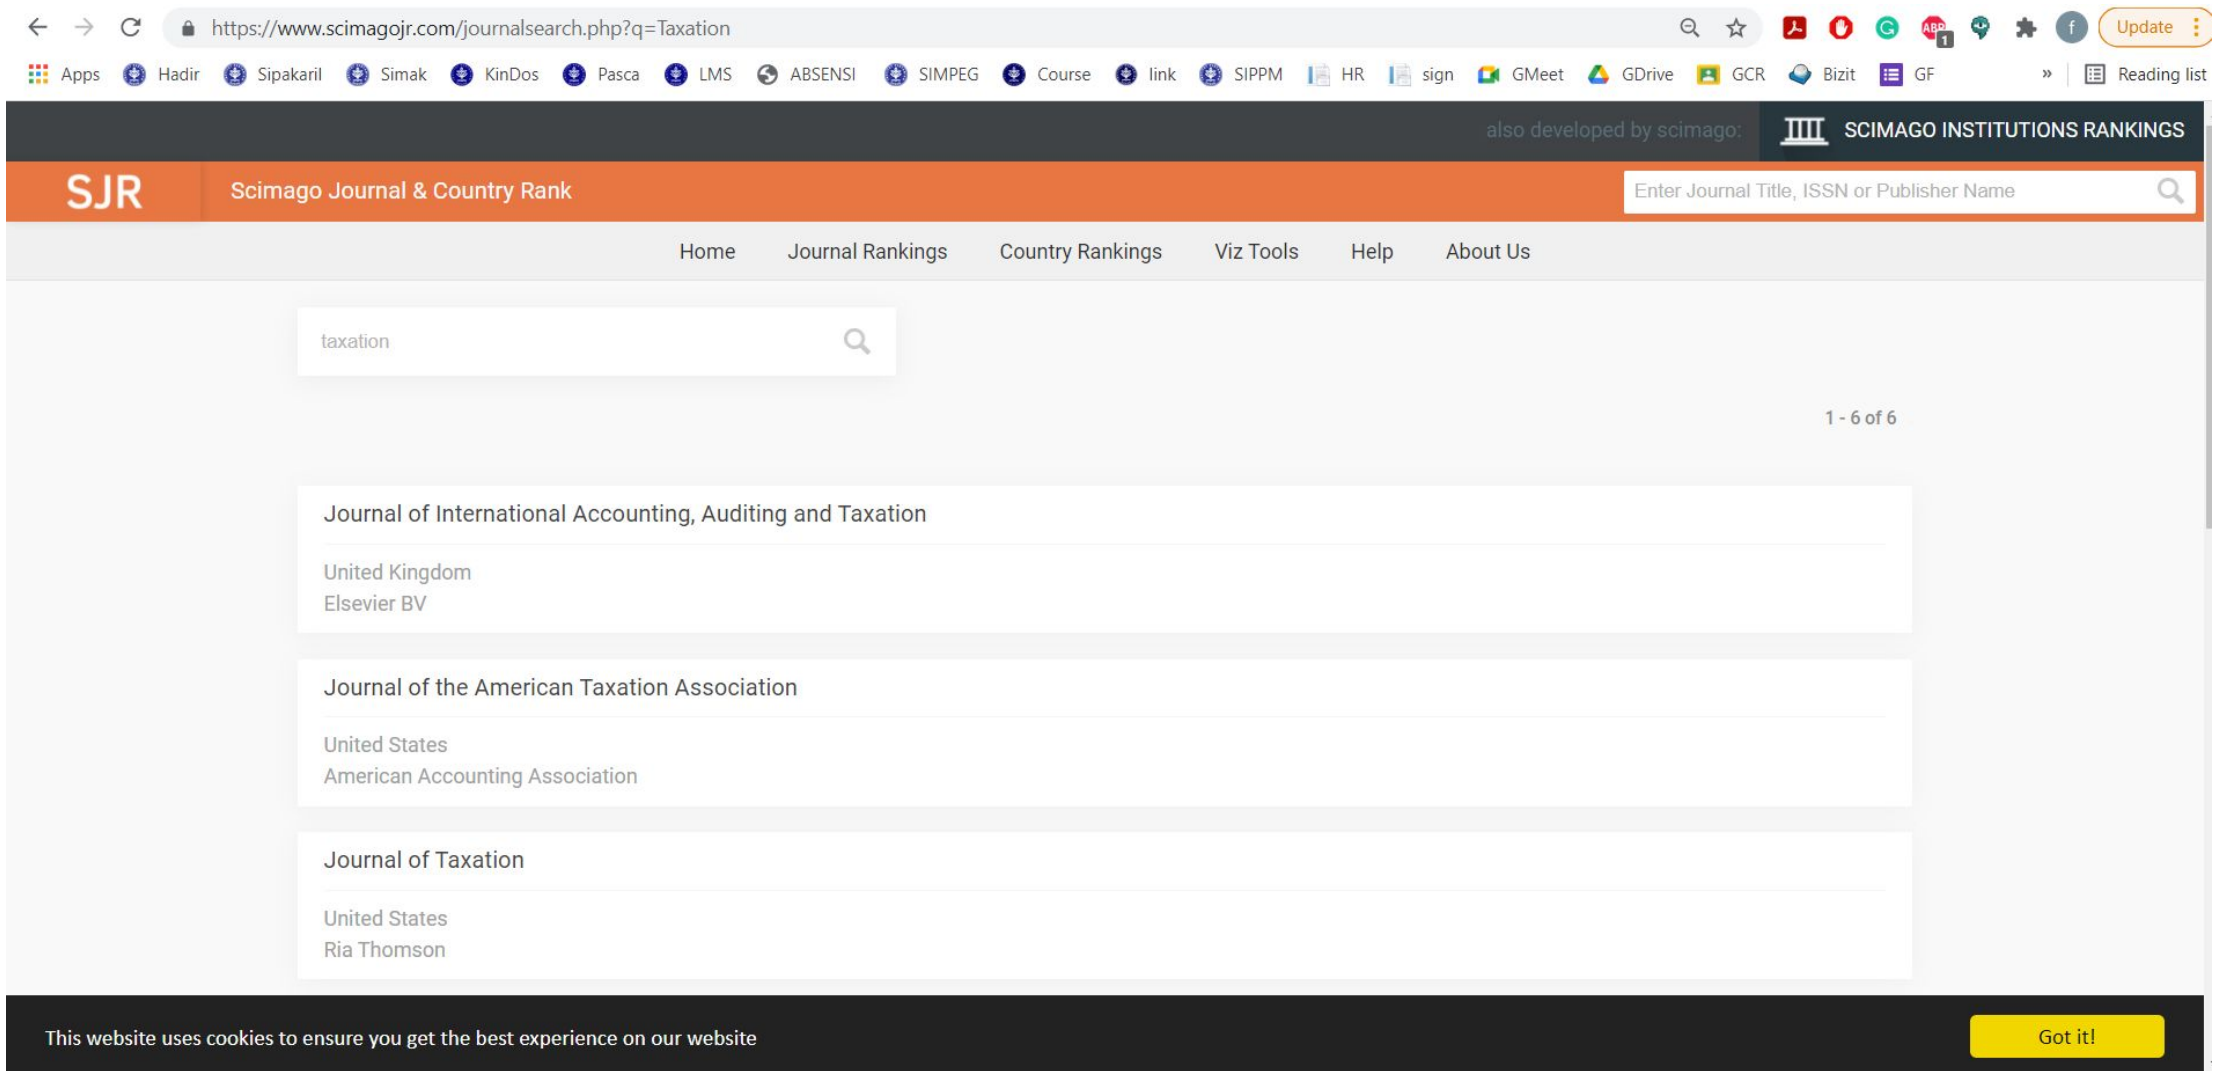 https://www.scimagojr.com/journalsearch.php?q=Taxation
ABP 1 f Update
Apps Hadir Sipakaril Simak KinDos Pasca LMS ABSENSI SIMPEG Course link SIPPM HR sign GMeet GDrive GCR Bizit GF » Reading list
also developed by scimago: SCIMAGO INSTITUTIONS RANKINGS
SJR Scimago Journal & Country Rank Enter Journal Title, ISSN or Publisher Name
Home Journal Rankings Country Rankings Viz Tools Help About Us
taxation
1 - 6 of 6
Journal of International Accounting, Auditing and Taxation
United Kingdom
Elsevier BV
Journal of the American Taxation Association
United States
American Accounting Association
Journal of Taxation
United States
Ria Thomson
This website uses cookies to ensure you get the best experience on our website Got it!